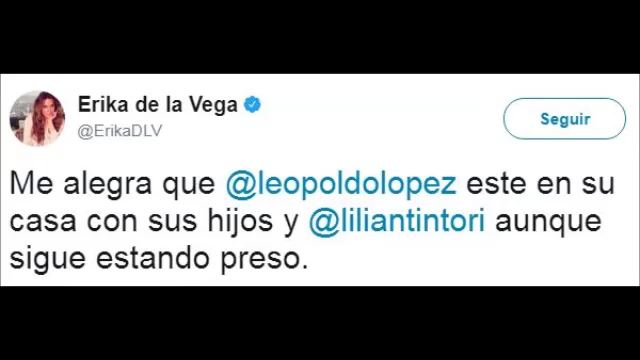 Erika de la Vega
@ErikaDLV
Seguir
Me alegra que @leopoldolopez este en su
casa con sus hijos y @liliantintori aunque
sigue estando preso.